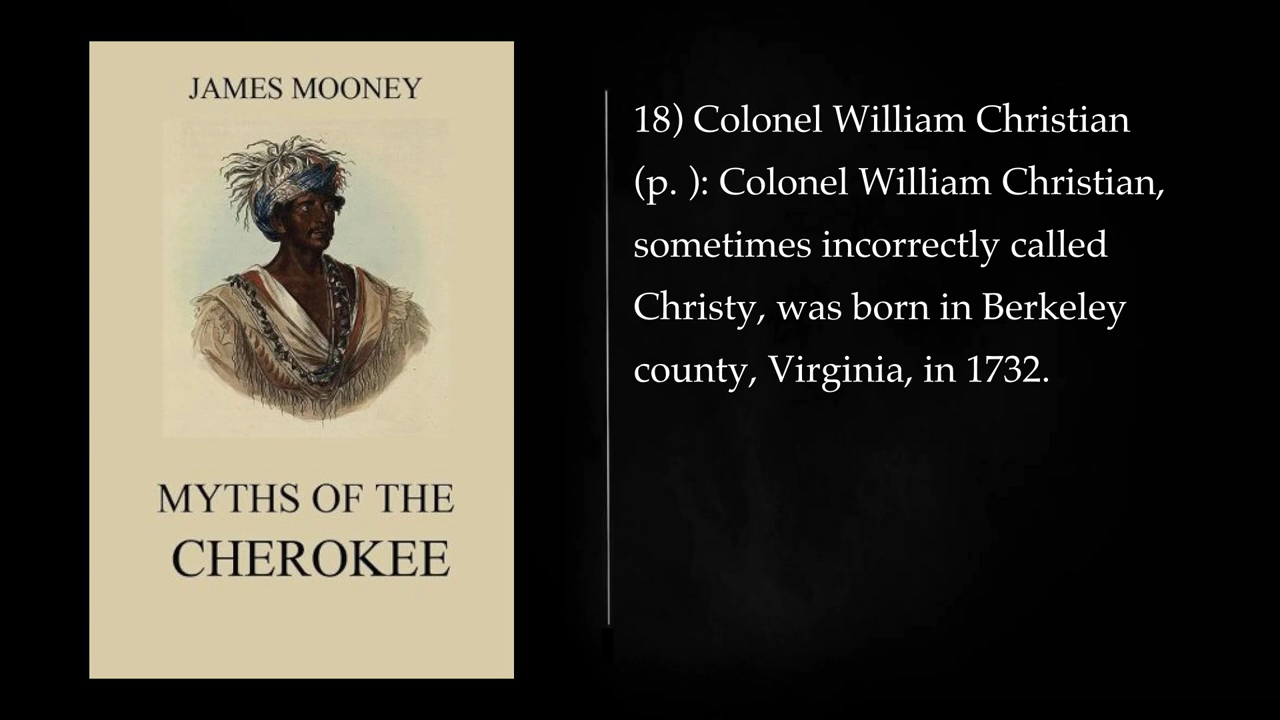 JAMES MOONEY
MYTHS OF THE
CHEROKEE
18) Colonel William Christian
(p. ): Colonel William Christian,
sometimes incorrectly called
Christy, was born in Berkeley
county, Virginia, in 1732.